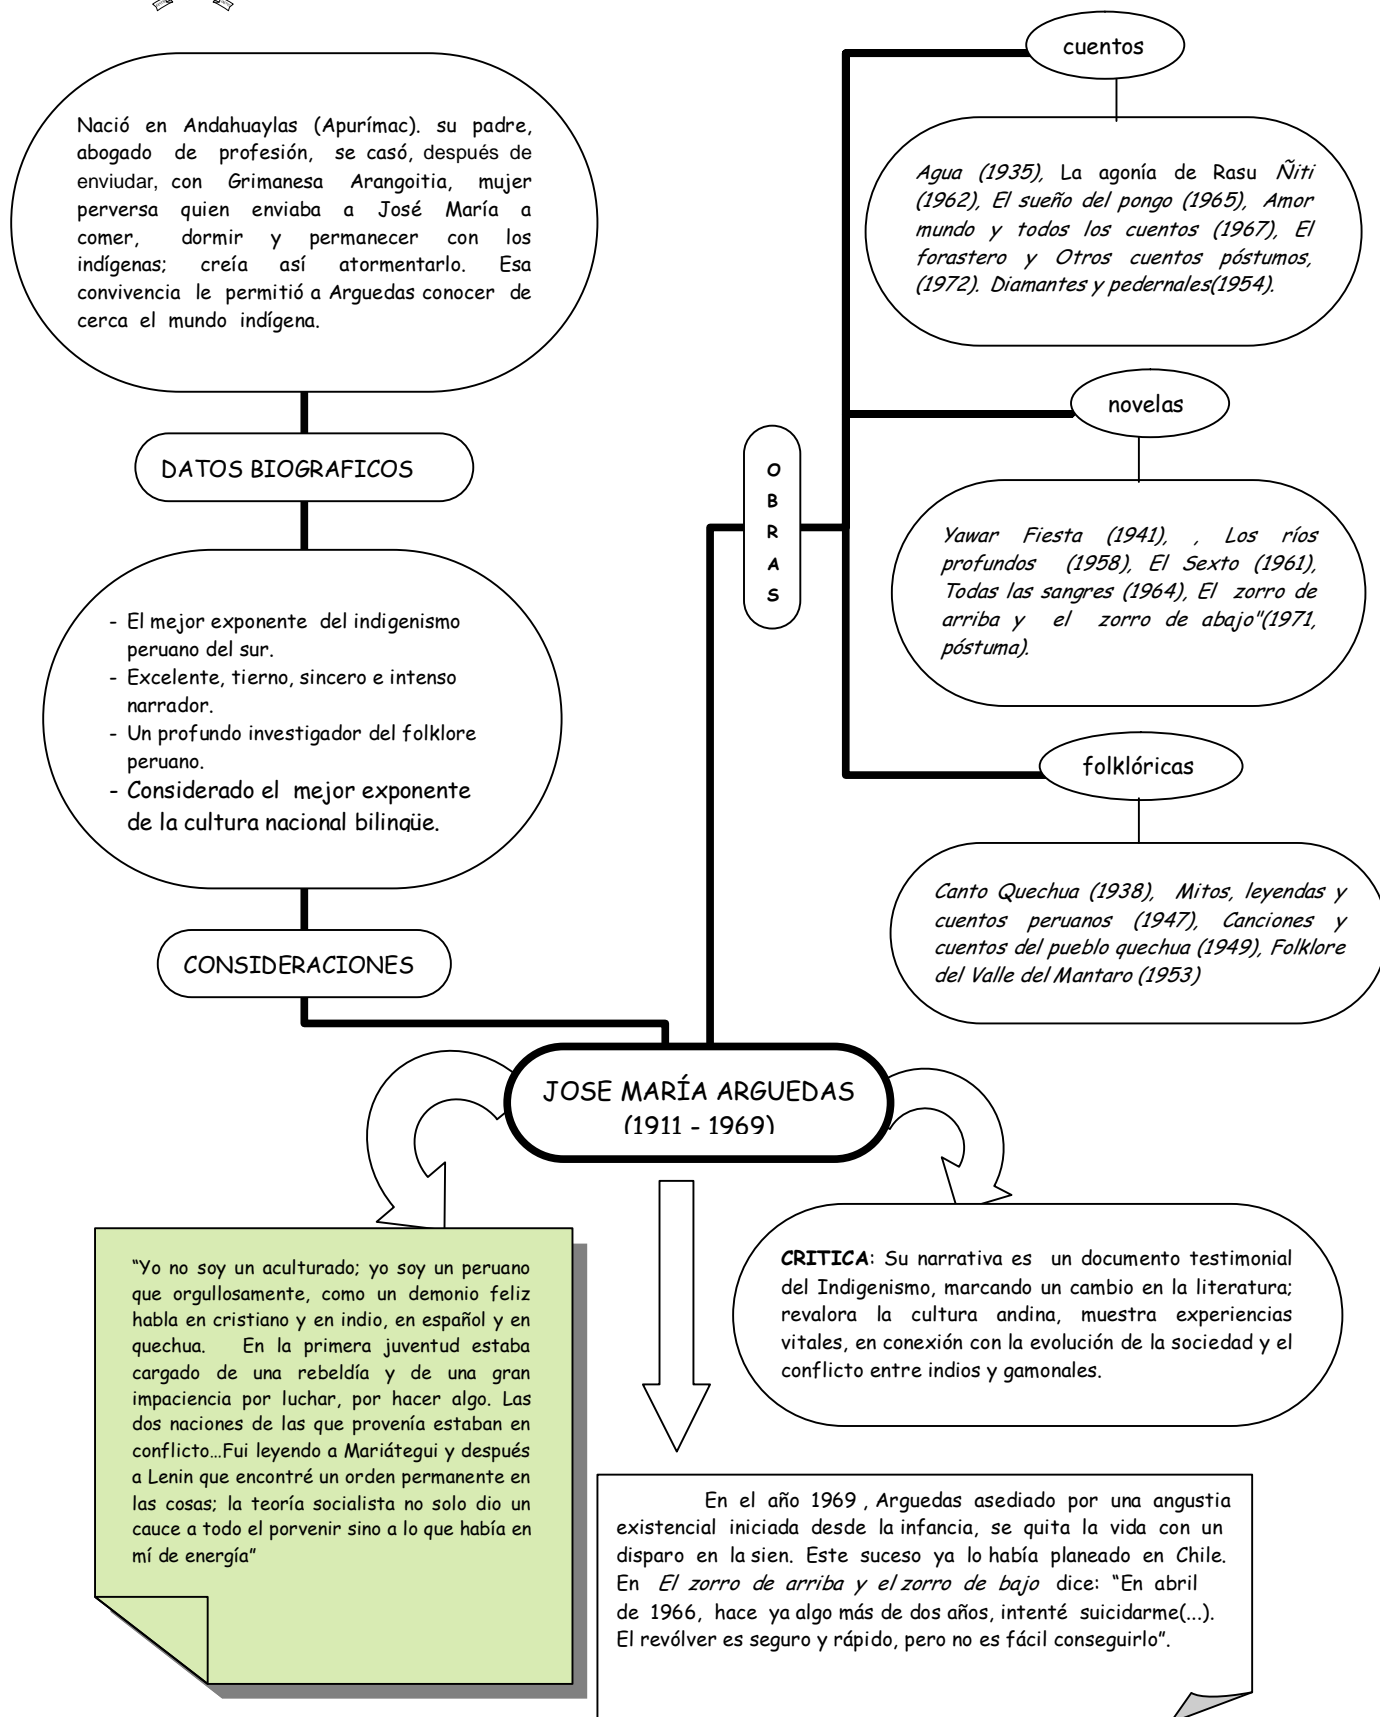 Nació en Andahuaylas (Apurímac). su padre,
abogado de profesión, se casó, después de
enviudar, con Grimanesa Arangoitia, mujer
perversa quien enviaba a José María a
comer, dormir y permanecer con los
indígenas; creía así atormentarlo. Esa
convivencia le permitió a Arguedas conocer de
cerca el mundo indígena.
DATOS BIOGRAFICOS
- El mejor exponente del indigenismo
peruano del sur.
- Excelente, tierno, sincero e intenso
narrador.
- Un profundo investigador del folklore
peruano.
- Considerado el mejor exponente
de la cultura nacional bilingüe.
CONSIDERACIONES
O
B
R
A
S
cuentos
Agua (1935), La agonía de Rasu Ñiti
(1962), El sueño del pongo (1965), Amor
mundo y todos los cuentos (1967), El
forastero y Otros cuentos póstumos,
(1972). Diamantes y pedernales(1954).
novelas
Yawar Fiesta (1941), , Los ríos
profundos (1958), El Sexto (1961),
Todas las sangres (1964), El zorro de
arriba y el zorro de abajo"(1971,
póstuma).
folklóricas
Canto Quechua (1938), Mitos, leyendas y
cuentos peruanos (1947), Canciones y
cuentos del pueblo quechua (1949), Folklore
del Valle del Mantaro (1953)
JOSE MARÍA ARGUEDAS
(1911 - 1969)
"Yo no soy un aculturado; yo soy un peruano
que orgullosamente, como un demonio feliz
habla en cristiano y en indio, en español y en
quechua. En la primera juventud estaba
cargado de una rebeldía y de una gran
impaciencia por luchar, por hacer algo. Las
dos naciones de las que provenía estaban en
conflicto…Fui leyendo a Mariátegui y después
a Lenin que encontré un orden permanente en
las cosas; la teoría socialista no solo dio un
cauce a todo el porvenir sino a lo que había en
mí de energía"
CRITICA: Su narrativa es un documento testimonial
del Indigenismo, marcando un cambio en la literatura;
revalora la cultura andina, muestra experiencias
vitales, en conexión con la evolución de la sociedad y el
conflicto entre indios y gamonales.
En el año 1969 , Arguedas asediado por una angustia
existencial iniciada desde la infancia, se quita la vida con un
disparo en la sien. Este suceso ya lo había planeado en Chile.
En El zorro de arriba y el zorro de bajo dice: "En abril
de 1966, hace ya algo más de dos años, intenté suicidarme(...).
El revólver es seguro y rápido, pero no es fácil conseguirlo".